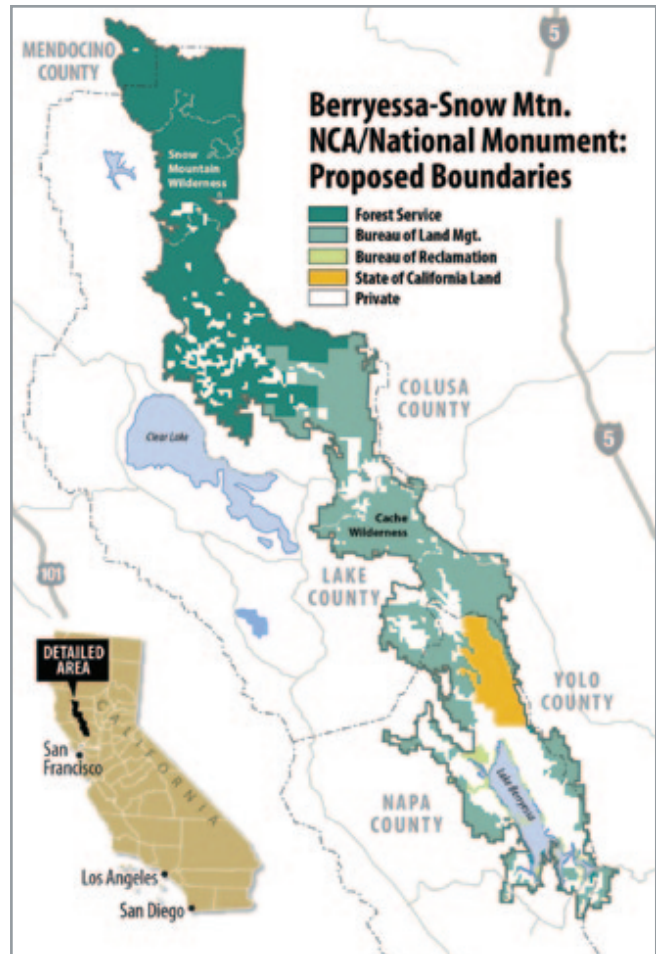 MENDOCINO
COUNTY
5
Berryessa-Snow Mtn.
NCA/National Monument:
Proposed Boundaries
Snow
Mountain
Wilderness
Forest Service
Bureau of Land Mgt.
Bureau of Reclamation
State of California Land
Private
COLUSA
COUNTY
Clear Lake
5
Cache
Wilderness
101
LAKE
COUNTY
DETAILED
AREA
YOLO
COUNTY
CALIFORNIA
San
Francisco
NAPA
COUNTY
Lake Berryessa
Los Angeles
San Diego